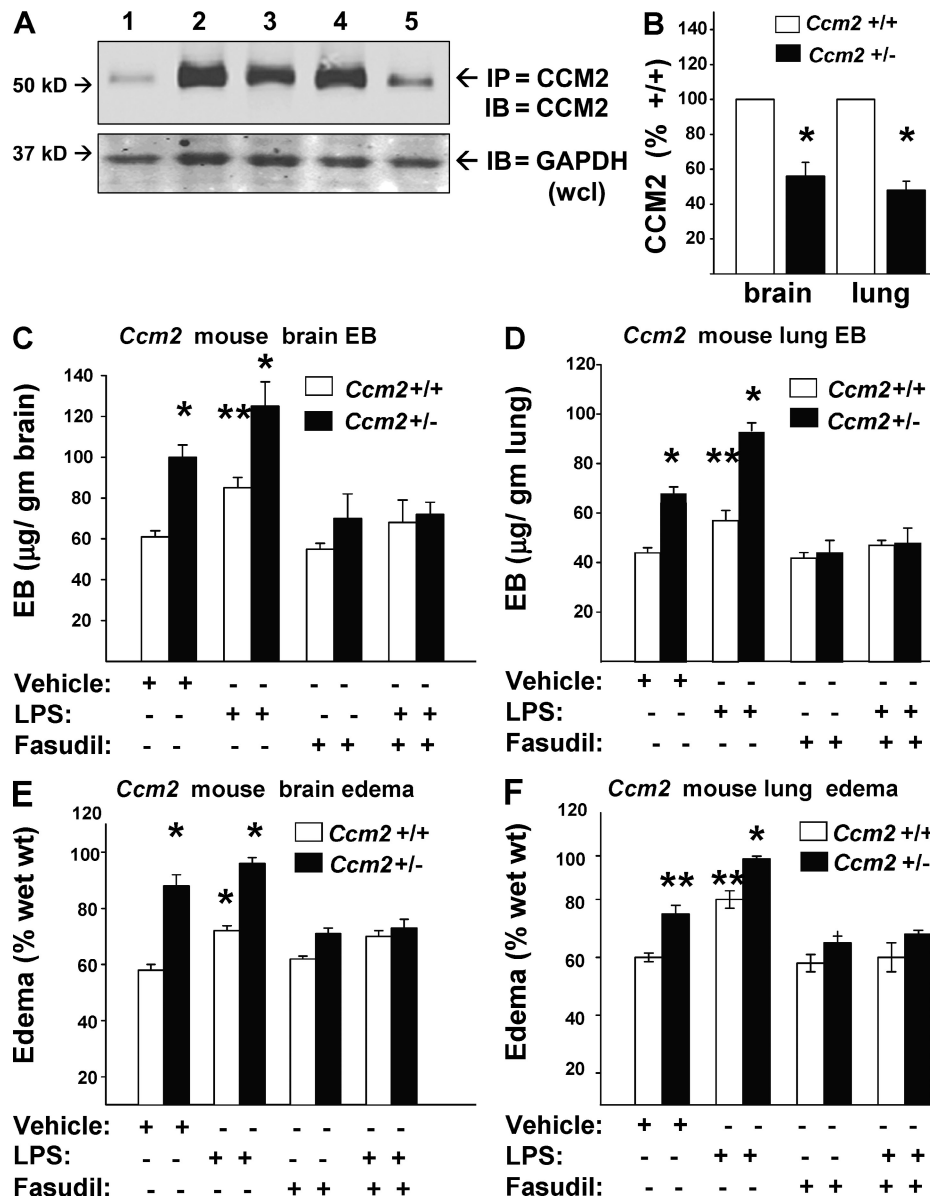 A
1 2 3 4 5
50 kD →
← IP = CCM2
IB = CCM2
37 kD →
← IB = GAPDH
(wcl)
B
Ccm2 +/+
Ccm2 +/-
CCM2 (% +/+)
140
120
100
80
60
40
20
* *
brain lung
C
Ccm2 mouse brain EB
EB (µg/ gm brain)
140
120
100
80
60
40
20
Ccm2+/+
Ccm2+/-
* ** *
Vehicle: + + - - - - - -
LPS: - - + + - - + +
Fasudil: - - - - + + + +
D
Ccm2 mouse lung EB
EB (µg/ gm lung)
120
100
80
60
40
20
Ccm2+/+
Ccm2+/-
* ** *
Vehicle: + + - - - - - -
LPS: - - + + - - + +
Fasudil: - - - - + + + +
E
Ccm2 mouse brain edema
Edema (% wet wt)
120
100
80
60
40
20
Ccm2 +/+
Ccm2+/-
* * *
Vehicle: + + - - - - - -
LPS: - - + + - - + +
Fasudil: - - - - + + + +
F
Ccm2 mouse lung edema
Edema (% wet wt)
120
100
80
60
40
20
Ccm2 +/+
Ccm2 +/-
** ** *
Vehicle: + + - - - - - -
LPS: - - + + - - + +
Fasudil: - - - - + + + +